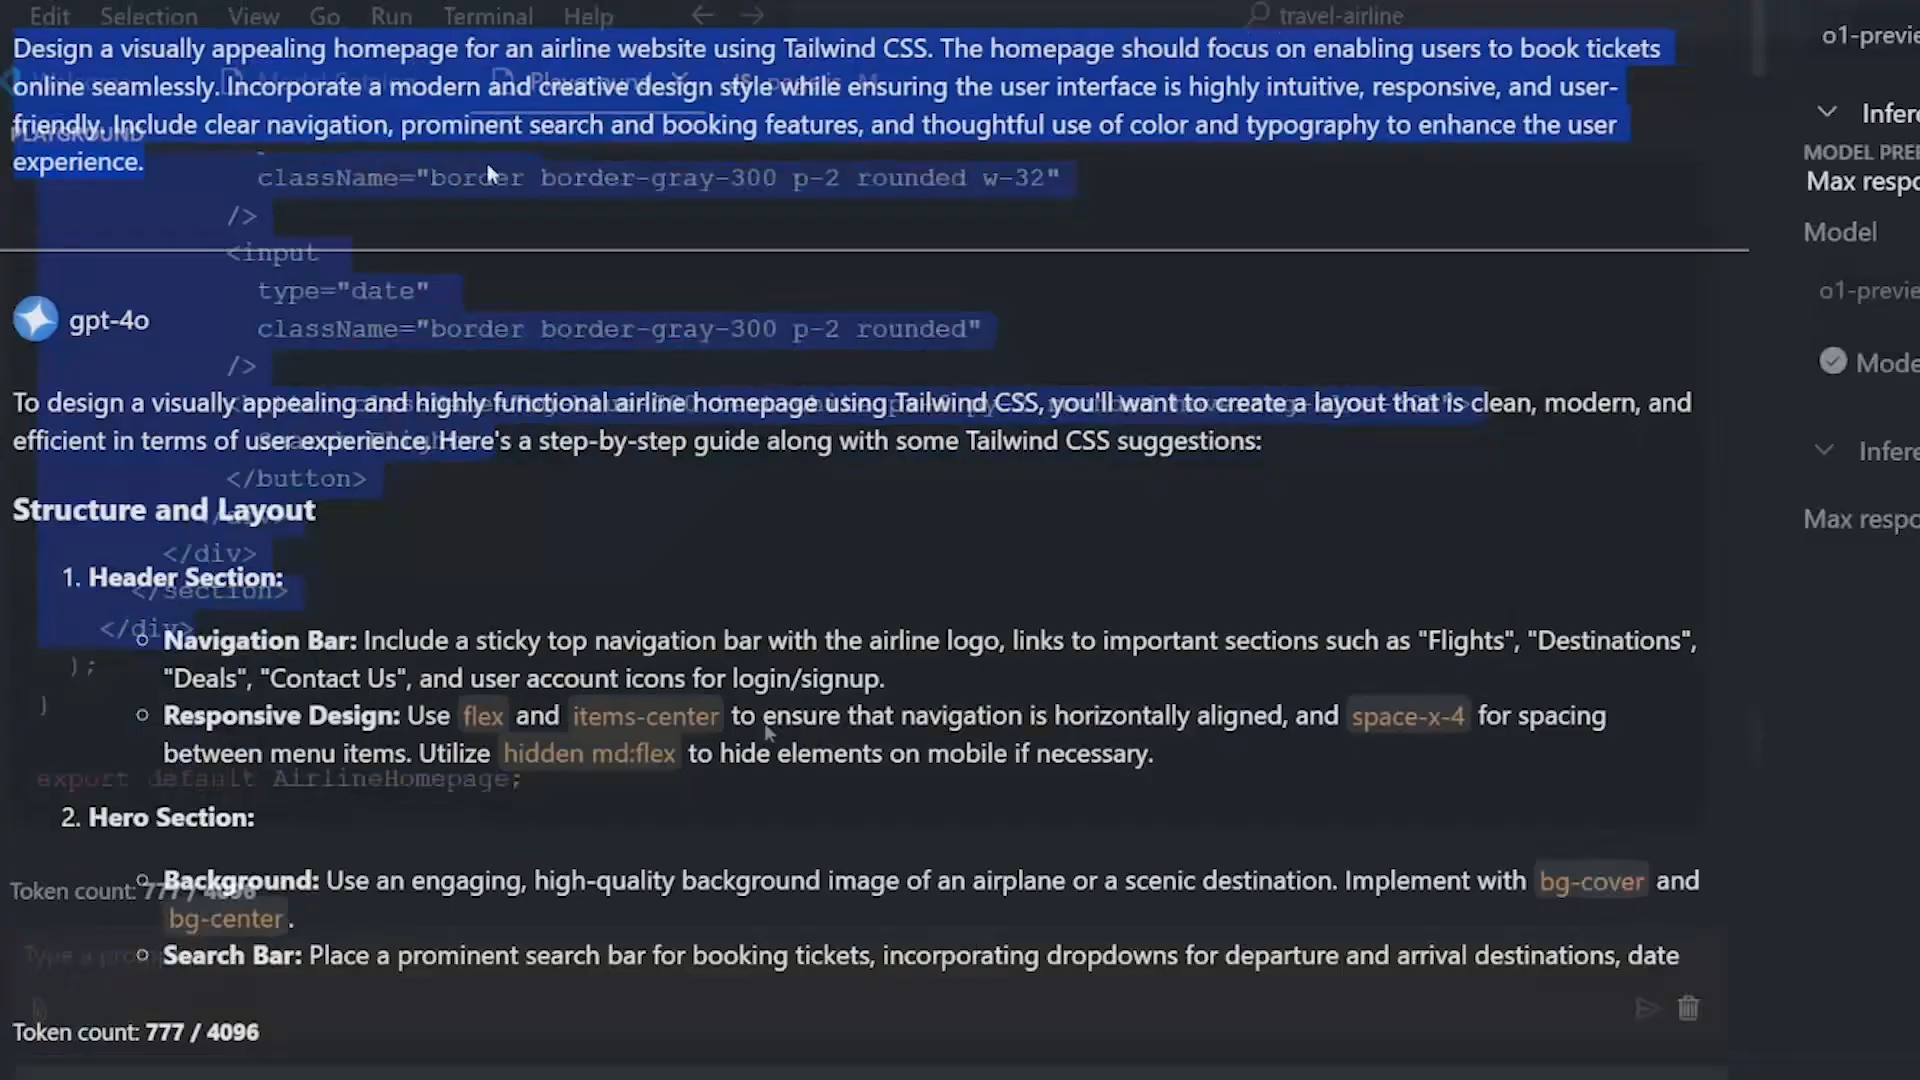 Edit Selection View Go Run Terminal Help
travel-airline
Design a visually appealing homepage for an airline website using Tailwind CSS. The homepage should focus on enabling users to book tickets
online seamlessly. Incorporate a modern and creative design style while ensuring the user interface is highly intuitive, responsive, and user-
friendly. Include clear navigation, prominent search and booking features, and thoughtful use of color and typography to enhance the user
experience.
PLAYGROUND
className="border border-gray-300 p-2 rounded w-32"
/>
<input
type="date"
className="border border-gray-300 p-2 rounded"
/>
gpt-4o
To design a visually appealing and highly functional airline homepage using Tailwind CSS, you'll want to create a layout that is clean, modern, and
efficient in terms of user experience. Here's a step-by-step guide along with some Tailwind CSS suggestions:
</button>
Structure and Layout
</div>
</div>
1. Header Section:
</section>
</div>
○ Navigation Bar: Include a sticky top navigation bar with the airline logo, links to important sections such as "Flights", "Destinations",
"Deals", "Contact Us", and user account icons for login/signup.
);
}
○ Responsive Design: Use flex and items-center to ensure that navigation is horizontally aligned, and space-x-4 for spacing
between menu items. Utilize hidden md:flex to hide elements on mobile if necessary.
export default AirlineHomepage;
2. Hero Section:
○ Background: Use an engaging, high-quality background image of an airplane or a scenic destination. Implement with bg-cover and
bg-center.
Token count: 777 / 4096
○ Search Bar: Place a prominent search bar for booking tickets, incorporating dropdowns for departure and arrival destinations, date
Token count: 777 / 4096
o1-previe
Infere
MODEL PRE
Max respo
Model
o1-previe
Mode
Infere
Max respo